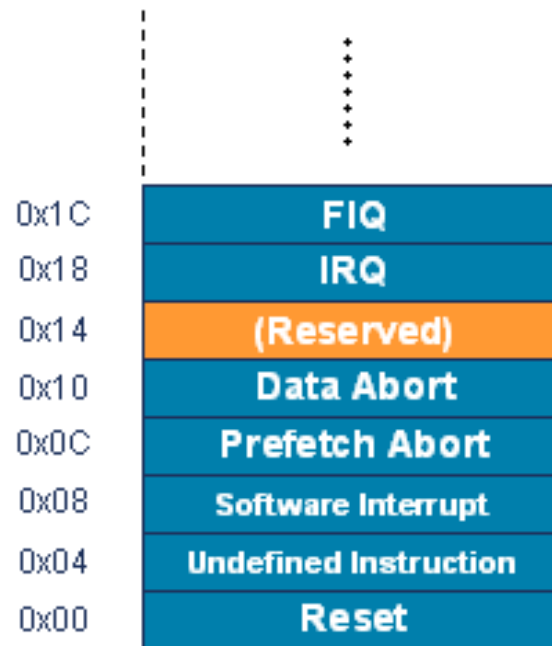 0x1C FIQ
0x18 IRQ
0x14 (Reserved)
0x10 Data Abort
0x0C Prefetch Abort
0x08 Software Interrupt
0x04 Undefined Instruction
0x00 Reset